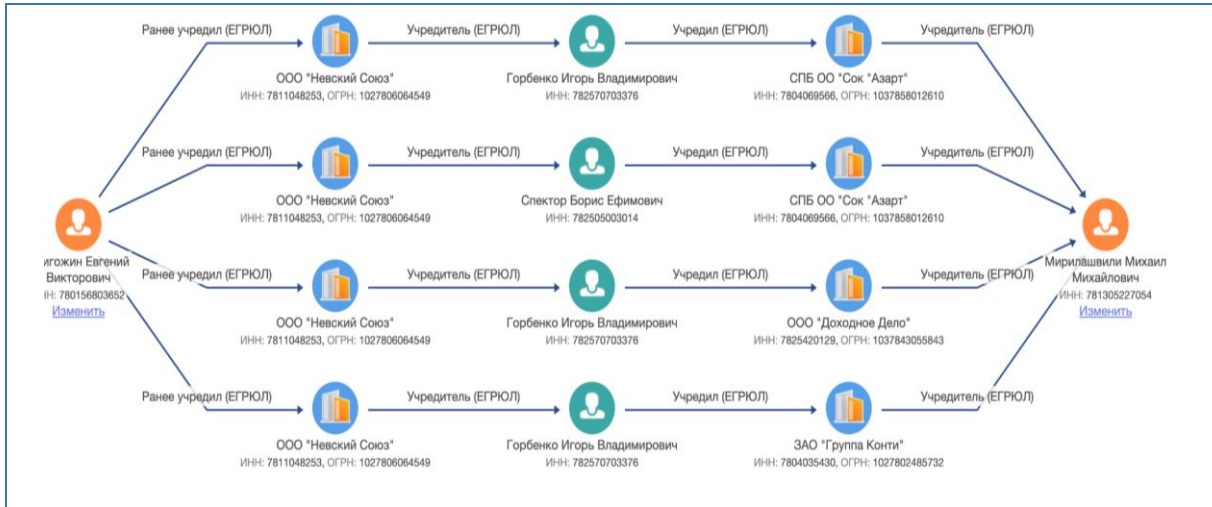 Ранее учредил (ЕГРЮЛ) Учредитель (ЕГРЮЛ) Учредил (ЕГРЮЛ) Учредитель (ЕГРЮЛ)
ООО "Невский Союз" Горбенко Игорь Владимирович СПБ ОО "Сок "Азарт"
ИНН: 7811048253, ОГРН: 1027806064549 ИНН: 782570703376 ИНН: 7804069566, ОГРН: 1037858012610
Ранее учредил (ЕГРЮЛ) Учредитель (ЕГРЮЛ) Учредил (ЕГРЮЛ) Учредитель (ЕГРЮЛ)
ООО "Невский Союз" Спектор Борис Ефимович СПБ ОО "Сок "Азарт"
ИНН: 7811048253, ОГРН: 1027806064549 ИНН: 782505003014 ИНН: 7804069566, ОГРН: 1037858012610
игожин Евгений
Викторович
ІН: 780156803652
Изменить
Мирилашвили Михаил
Михайлович
ИНН: 781305227054
Изменить
Ранее учредил (ЕГРЮЛ) Учредитель (ЕГРЮЛ) Учредил (ЕГРЮЛ) Учредитель (ЕГРЮЛ)
ООО "Невский Союз" Горбенко Игорь Владимирович ООО "Доходное Дело"
ИНН: 7811048253, ОГРН: 1027806064549 ИНН: 782570703376 ИНН: 7825420129, ОГРН: 1037843055843
Ранее учредил (ЕГРЮЛ) Учредитель (ЕГРЮЛ) Учредил (ЕГРЮЛ) Учредитель (ЕГРЮЛ)
ООО "Невский Союз" Горбенко Игорь Владимирович ЗАО "Группа Конти"
ИНН: 7811048253, ОГРН: 1027806064549 ИНН: 782570703376 ИНН: 7804035430, ОГРН: 1027802485732